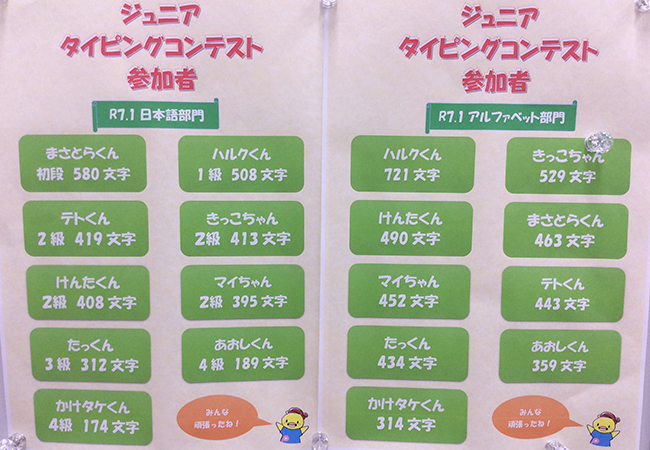 ジュニア
タイピングコンテスト
参加者
R7.1 日本語部門
まさとらくん
初段 580 文字
ハルクくん
1級 508 文字
テトくん
2級 419 文字
きっこちゃん
2級 413 文字
けんたくん
2級 408 文字
マイちゃん
2級 395 文字
たっくん
3級 312 文字
あおしくん
4級 189 文字
かけタケくん
4級 174 文字
みんな
頑張ったね！
ジュニア
タイピングコンテスト
参加者
R7.1 アルファベット部門
ハルクくん
721 文字
きっこちゃん
529 文字
けんたくん
490 文字
まさとらくん
463 文字
マイちゃん
452 文字
テトくん
443 文字
たっくん
434 文字
あおしくん
359 文字
かけタケくん
314 文字
みんな
頑張ったね！